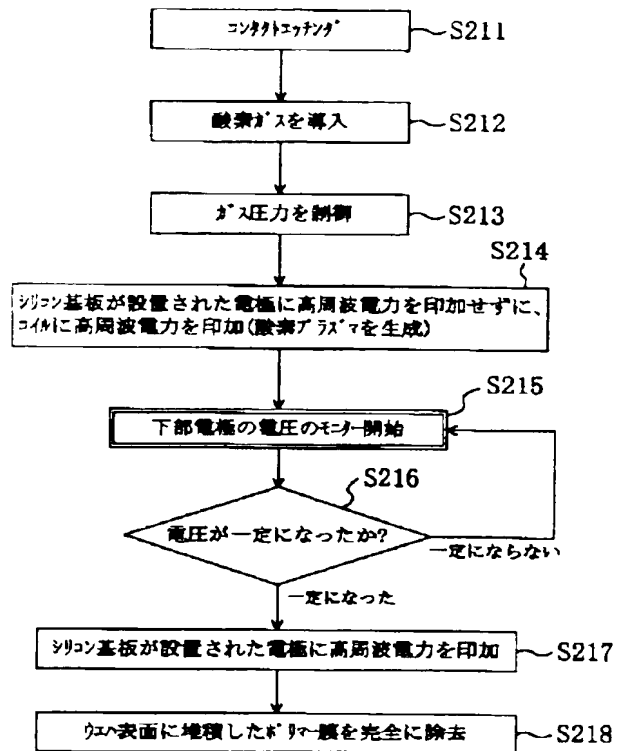 コンタクトエッチング
S211
酸素ガスを導入
S212
ガス圧力を制御
S213
S214
シリコン基板が設置された電極に高周波電力を印加せずに、
コイルに高周波電力を印加(酸素プラズマを生成)
S215
下部電極の電圧のモニター開始
S216
電圧が一定になったか?
一定にならない
一定になった
シリコン基板が設置された電極に高周波電力を印加
S217
ウエハ表面に堆積したポリマー膜を完全に除去
S218